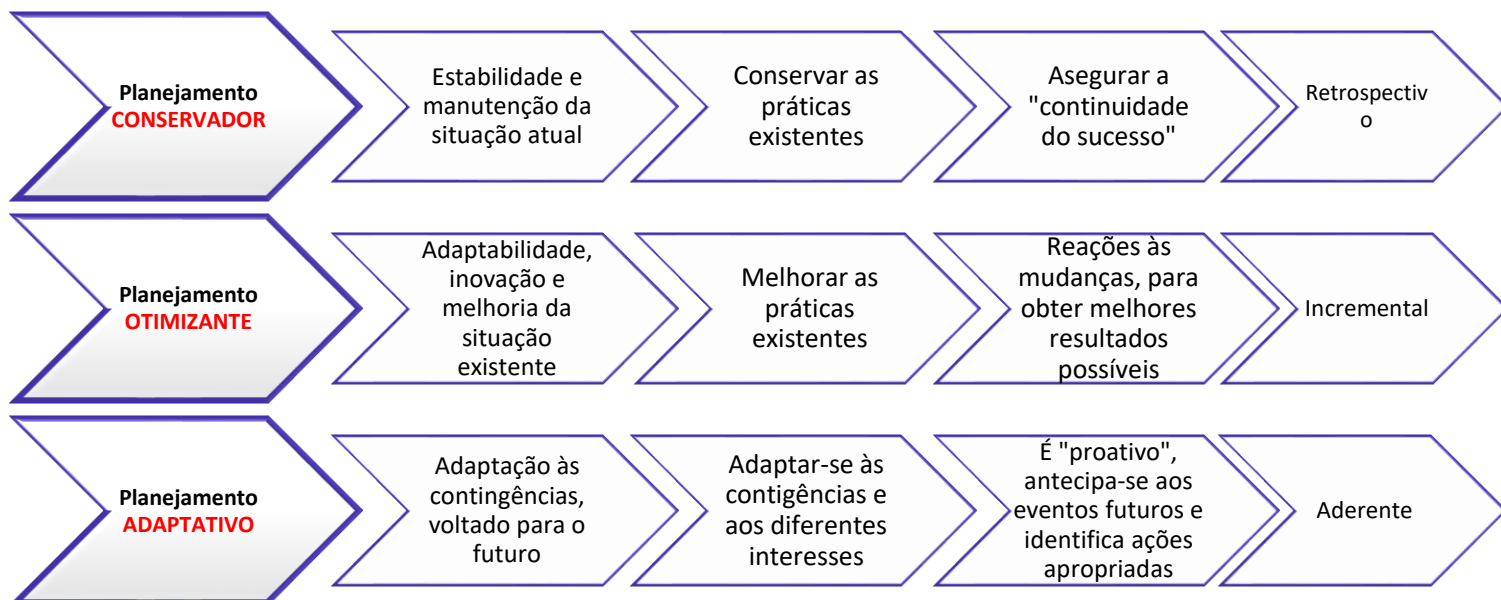 Planejamento
CONSERVADOR
Estabilidade e
manutenção da
situação atual
Conservar as
práticas
existentes
Asegurar a
"continuidade
do sucesso"
Retrospectiv
o
Planejamento
OTIMIZANTE
Adaptabilidade,
inovação e
melhoria da
situação
existente
Melhorar as
práticas
existentes
Reações às
mudanças, para
obter melhores
resultados
possíveis
Incremental
Planejamento
ADAPTATIVO
Adaptação às
contingências,
voltado para o
futuro
Adaptar-se às
contigências e
aos diferentes
interesses
É "proativo",
antecipa-se aos
eventos futuros e
identifica ações
apropriadas
Aderente